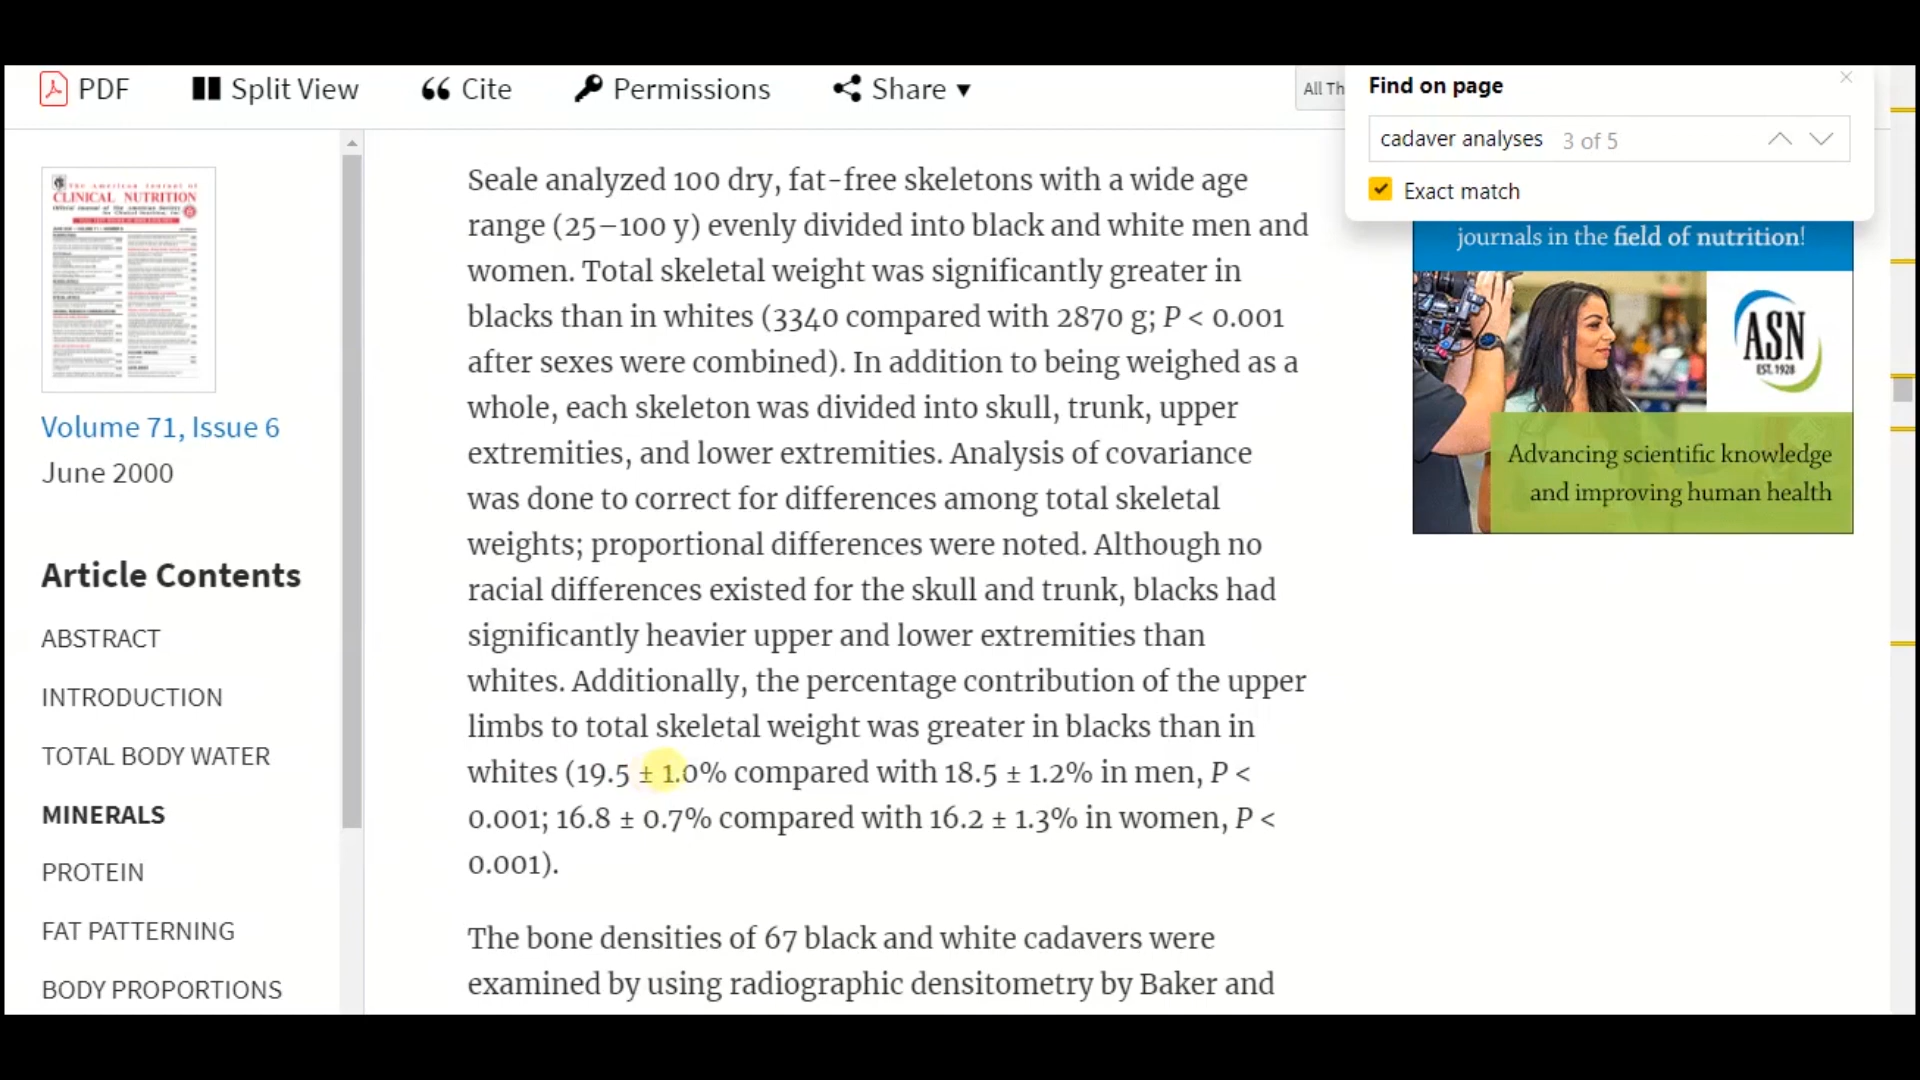 PDF
Split View
Cite
Permissions
Share
All Th
Find on page
cadaver analyses 3 of 5
Exact match
CLINICAL NUTRITION
Volume 71, Issue 6
June 2000
Article Contents
ABSTRACT
INTRODUCTION
TOTAL BODY WATER
MINERALS
PROTEIN
FAT PATTERNING
BODY PROPORTIONS
Seale analyzed 100 dry, fat-free skeletons with a wide age
range (25–100 y) evenly divided into black and white men and
women. Total skeletal weight was significantly greater in
blacks than in whites (3340 compared with 2870 g; P < 0.001
after sexes were combined). In addition to being weighed as a
whole, each skeleton was divided into skull, trunk, upper
extremities, and lower extremities. Analysis of covariance
was done to correct for differences among total skeletal
weights; proportional differences were noted. Although no
racial differences existed for the skull and trunk, blacks had
significantly heavier upper and lower extremities than
whites. Additionally, the percentage contribution of the upper
limbs to total skeletal weight was greater in blacks than in
whites (19.5 ± 1.0% compared with 18.5 ± 1.2% in men, P <
0.001; 16.8 ± 0.7% compared with 16.2 ± 1.3% in women, P <
0.001).
The bone densities of 67 black and white cadavers were
examined by using radiographic densitometry by Baker and
journals in the field of nutrition!
ASN
EST. 1928
Advancing scientific knowledge
and improving human health